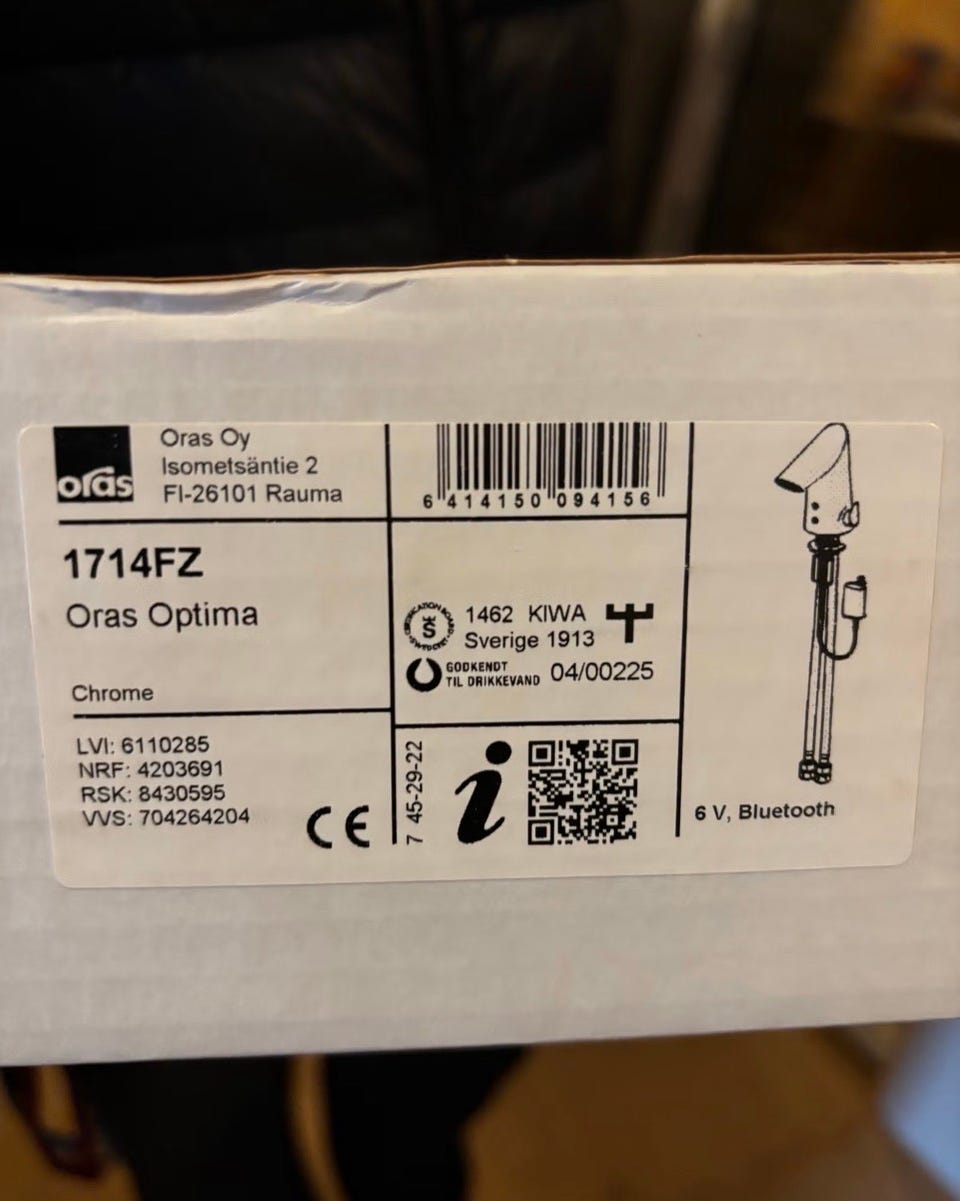 oras
Oras Oy
Isometsäntie 2
FI-26101 Rauma
6 414150 094156
1714FZ
Oras Optima
Chrome
1462 KIWA
Sverige 1913
GODKENDT
TIL DRIKKEVAND 04/00225
LVI: 6110285
NRF: 4203691
RSK: 8430595
VVS: 704264204
CE
7 45-29-22
i
6 V, Bluetooth